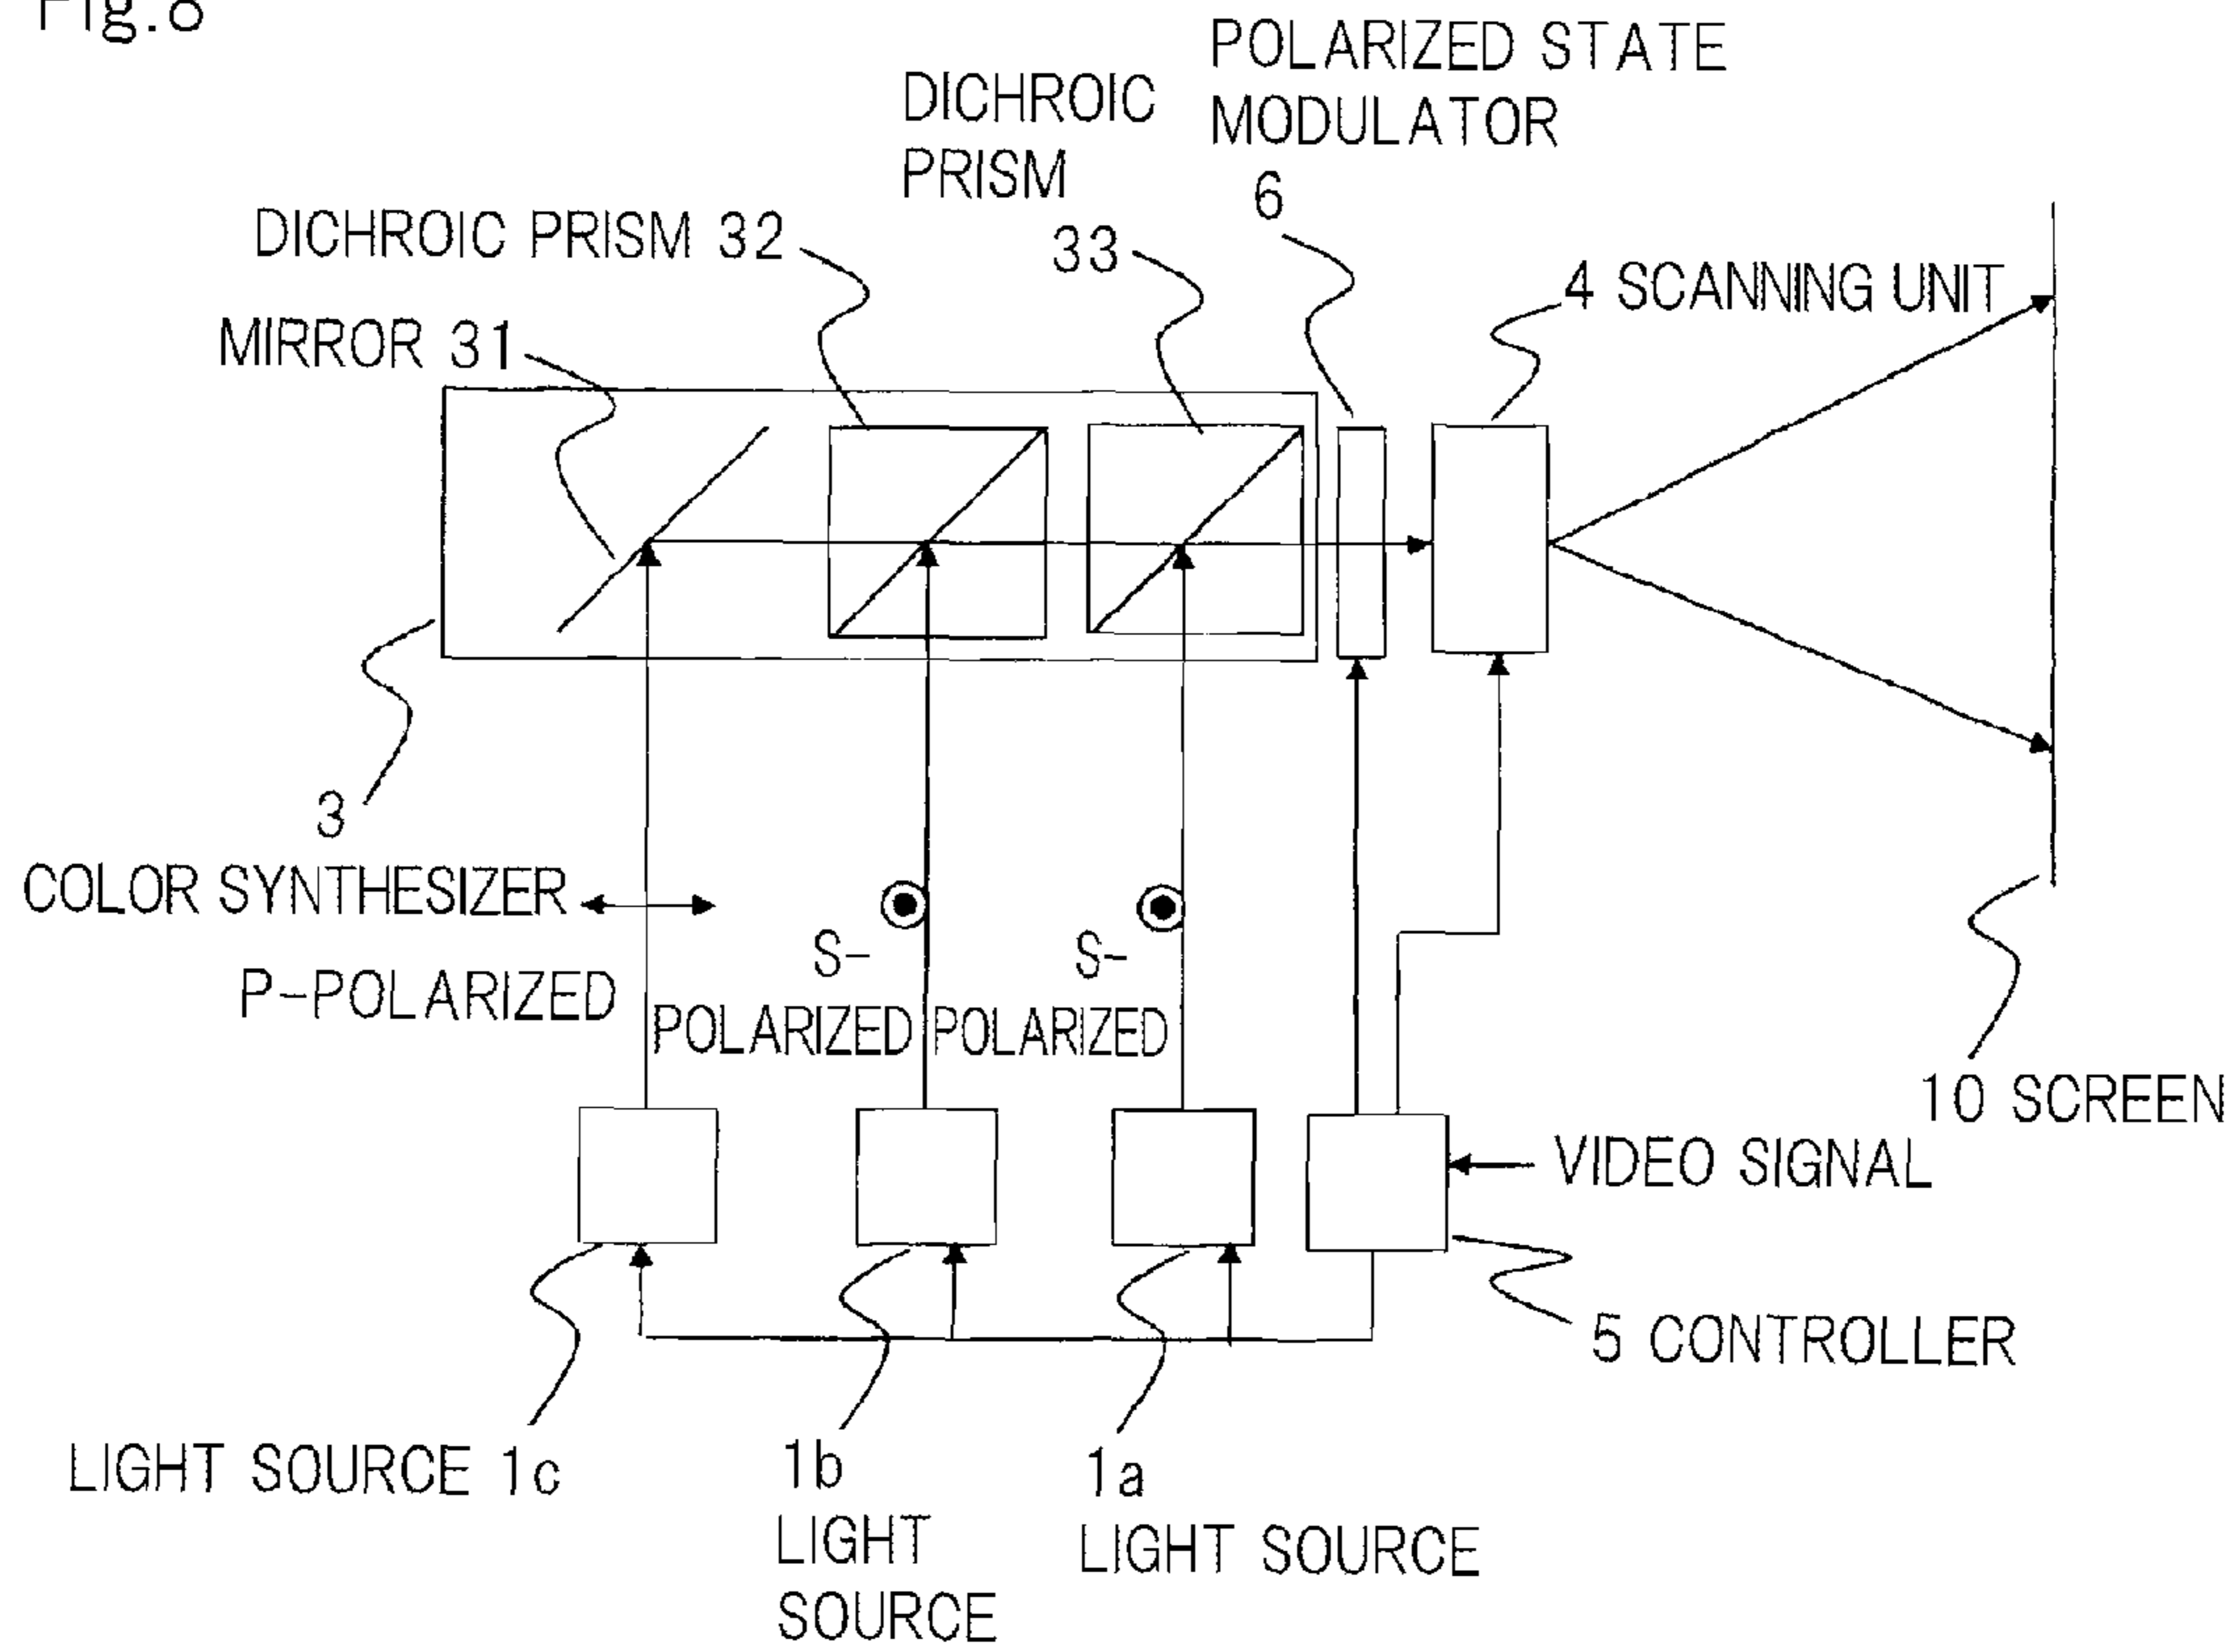 Fig.8
POLARIZED STATE
MODULATOR
6
DICHROIC
PRISM
33
DICHROIC PRISM 32
4 SCANNING UNIT
MIRROR 31
3
COLOR SYNTHESIZER
P-POLARIZED
S-
POLARIZED
S-
POLARIZED
10 SCREEN
VIDEO SIGNAL
5 CONTROLLER
LIGHT SOURCE 1c
1b
LIGHT
SOURCE
1a
LIGHT SOURCE